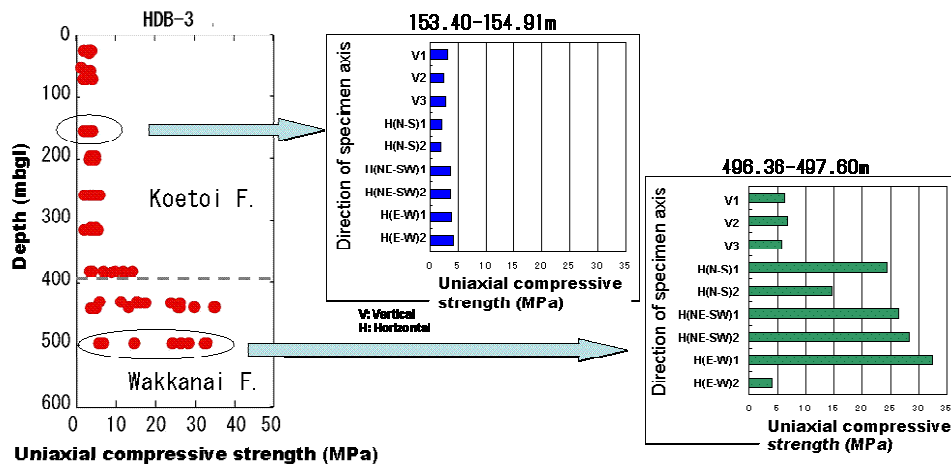 HDB-3
0
100
200
300
400
500
600
Depth (mbgl)
Koetoi F.
Wakkanai F.
0 10 20 30 40 50
Uniaxial compressive strength (MPa)
153.40-154.91m
Direction of specimen axis
V1
V2
V3
H(N-S)1
H(N-S)2
H(NE-SW)1
H(NE-SW)2
H(E-W)1
H(E-W)2
0 5 10 15 20 25 30 35
Uniaxial compressive
strength (MPa)
V: Vertical
H: Horizontal
496.36-497.60m
Direction of specimen axis
V1
V2
V3
H(N-S)1
H(N-S)2
H(NE-SW)1
H(NE-SW)2
H(E-W)1
H(E-W)2
0 5 10 15 20 25 30 35
Uniaxial compressive
strength (MPa)